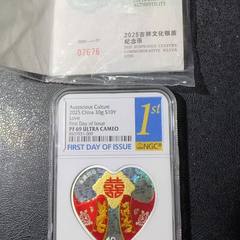 2025吉祥文化银质
纪念币
2025 AUSPICIOUS CULTURE
COMMEMORATIVE SILVER
COIN
07676
Auspicious Culture
2025 China 30g S10Y
Love
First Day of Issue
PF 69 ULTRA CAMEO
1st
NGC
FIRST DAY OF ISSUE
囍